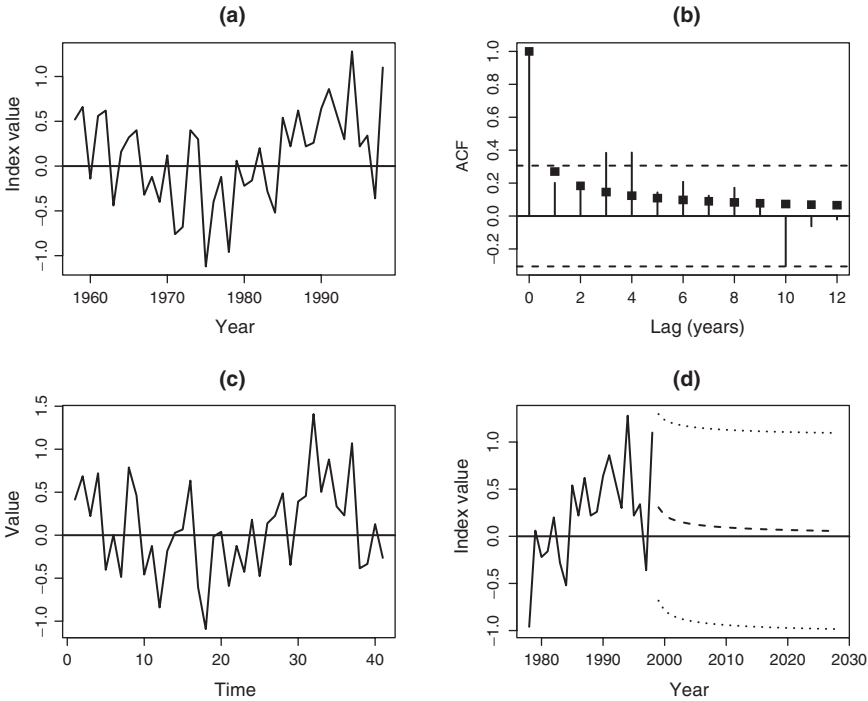 (a)
Index value
1.0
0.5
0.0
−0.5
−1.0
1960 1970 1980 1990
Year
(b)
ACF
1.0
0.8
0.6
0.4
0.2
0.0
−0.2
0 2 4 6 8 10 12
Lag (years)
(c)
Value
1.5
1.0
0.5
0.0
−0.5
−1.0
0 10 20 30 40
Time
(d)
Index value
1.0
0.5
0.0
−0.5
−1.0
1980 1990 2000 2010 2020 2030
Year